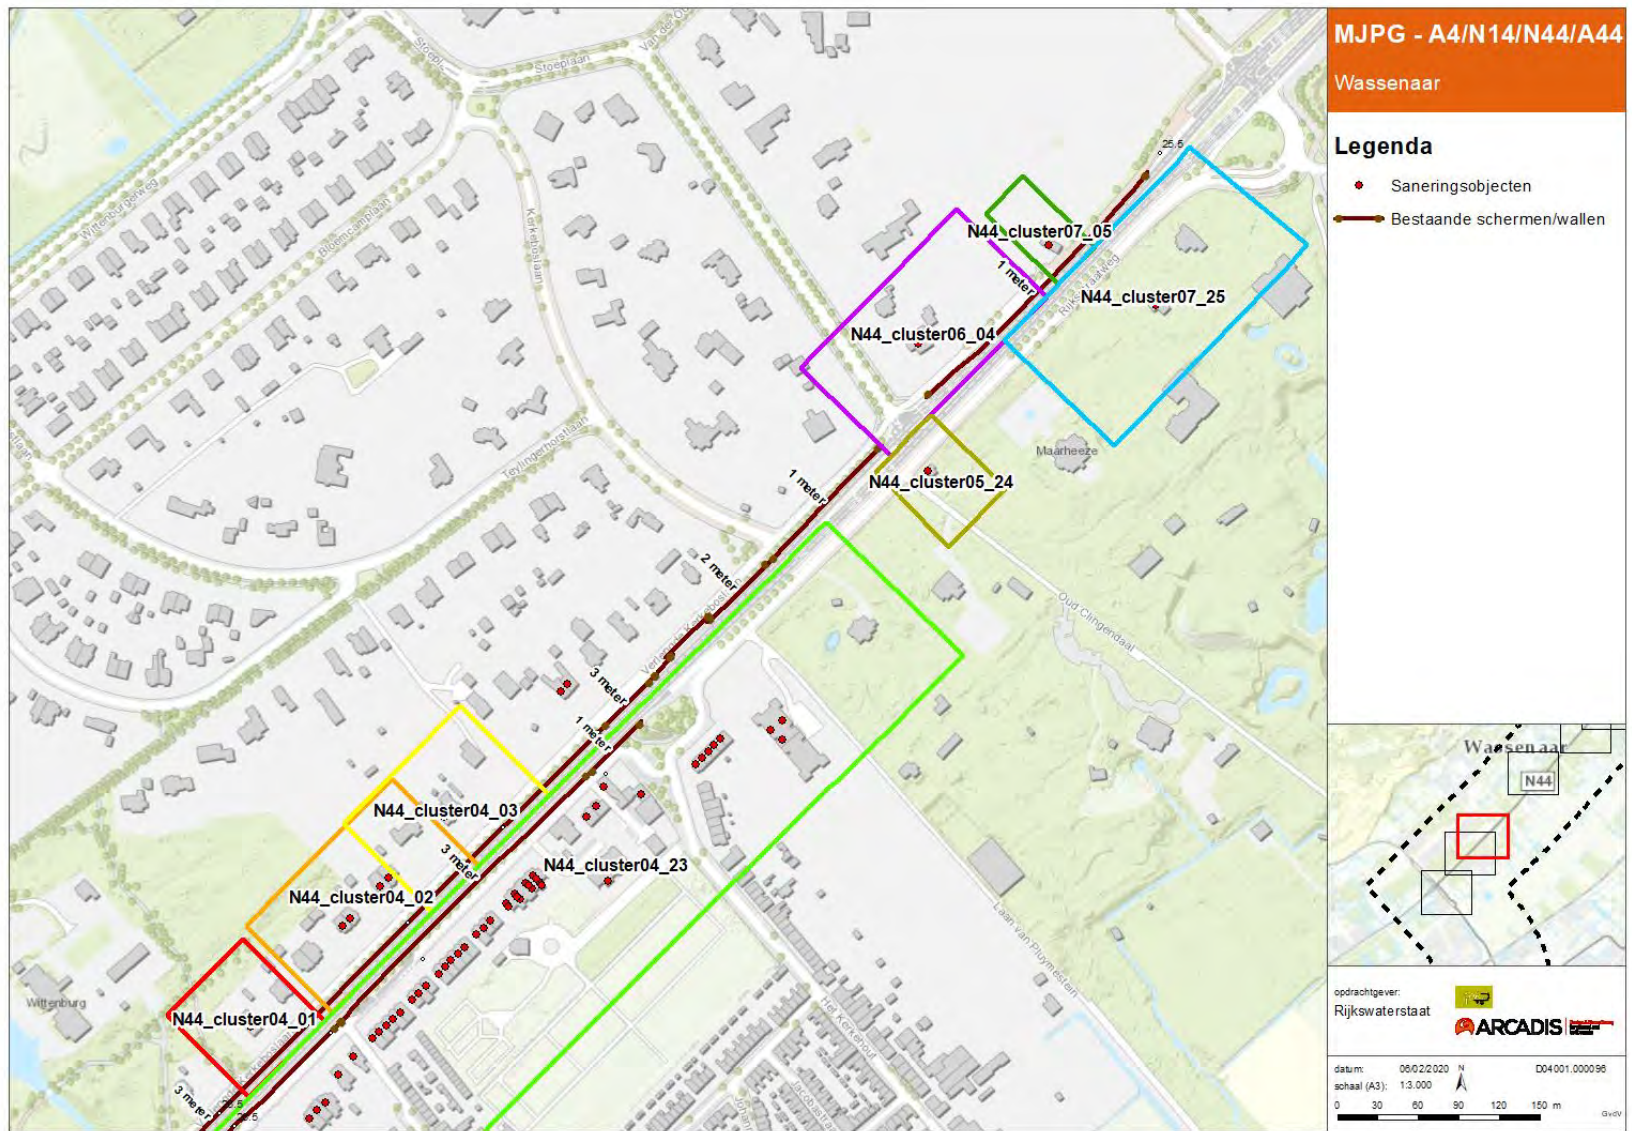 MJPG - A4/N14/N44/A44
Wassenaar
Legenda
Saneringsobjecten
Bestaande schermen/wallen
Stoeplaan
Wittenburgerweg
Bloemcamplaan
Kerkeboslaan
Teylingerhorstlaan
25.5
N44_cluster07_05
1 meter
Rijksstraatweg
N44_cluster07_25
N44_cluster06_04
Maarheeze
N44_cluster05_24
1 meter
2 meter
Oud Clingendaal
3 meter
1 meter
N44_cluster04_03
3 meter
N44_cluster04_23
N44_cluster04_02
Laan van Pluymestein
Wittenburg
N44_cluster04_01
Het Kerkehout
3 meter
Wassenaar
N44
opdrachtgever:
Rijkswaterstaat
ARCADIS
datum: 06/02/2020 N D04001.000096
schaal (A3): 1:3.000
0 30 60 90 120 150 m
GvdV